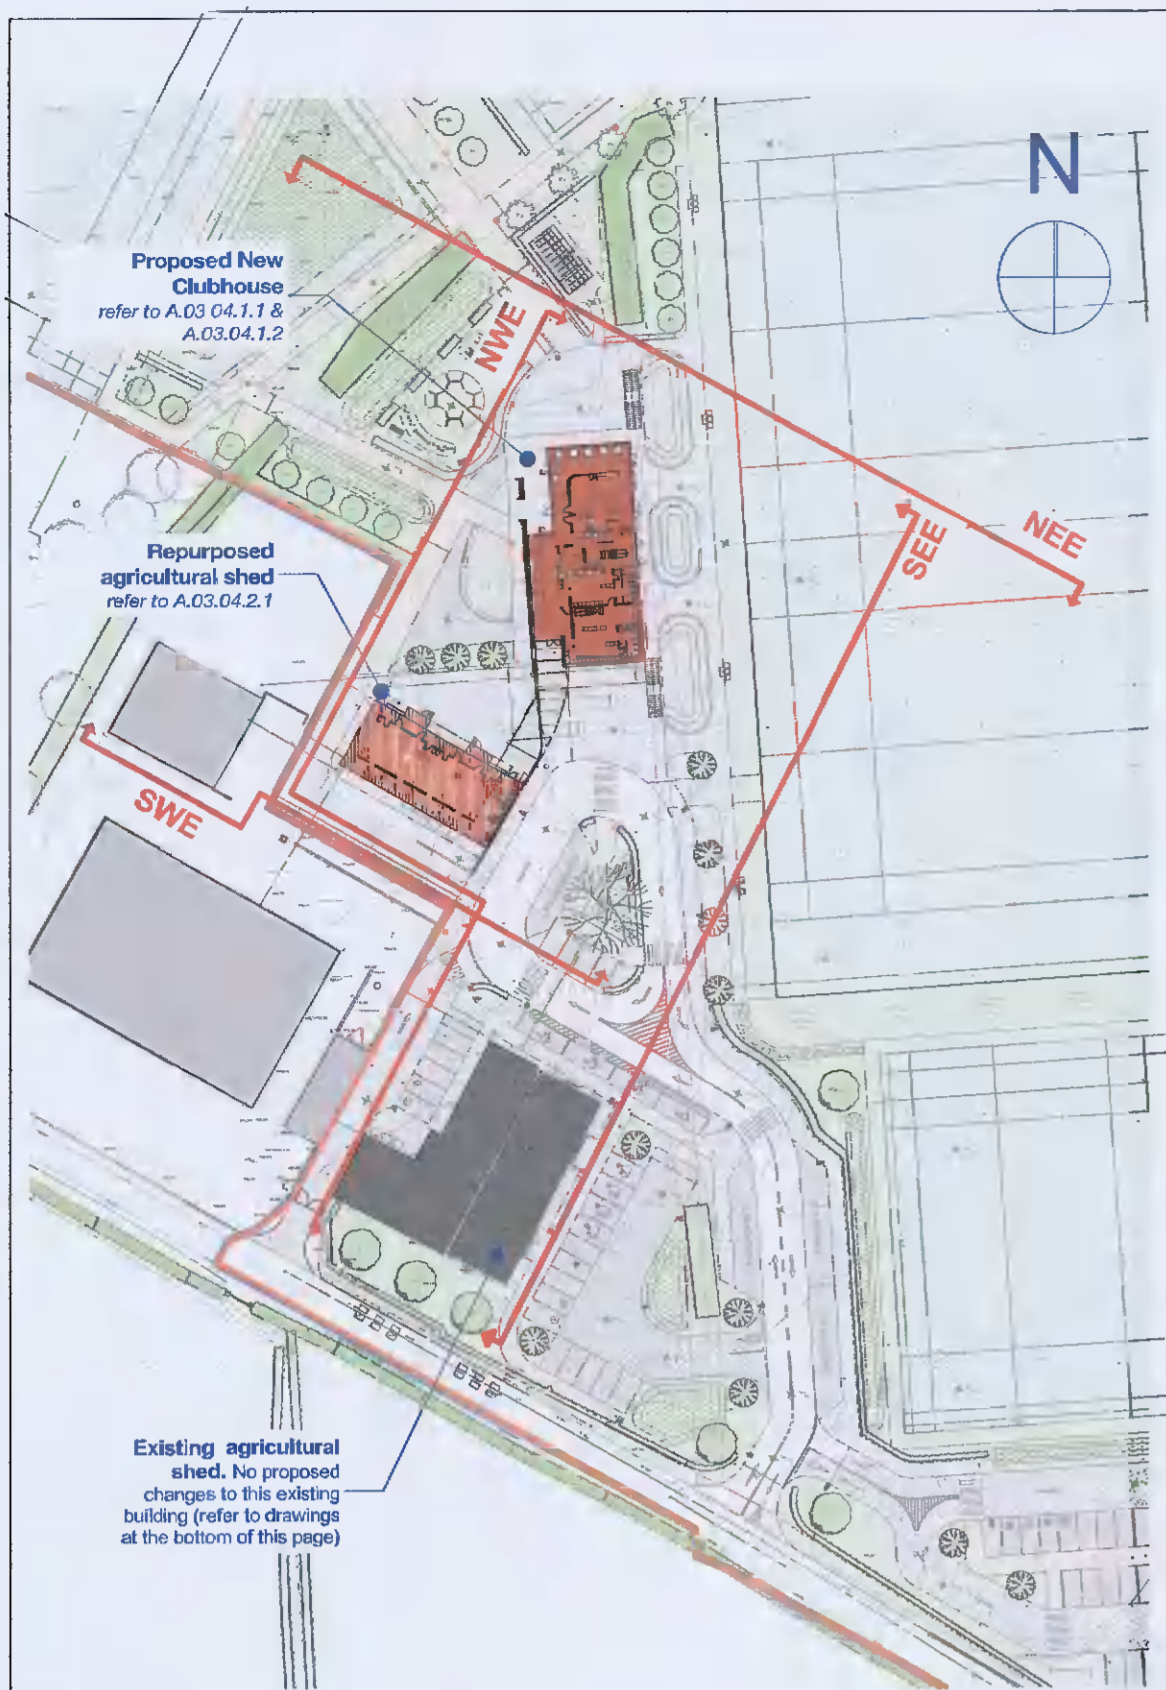 N
Proposed New
Clubhouse
refer to A.03 04.1.1 &
A.03.04.1.2
NWE
Repurposed
agricultural shed
refer to A.03.04.2.1
SEE
NEE
SWE
Existing agricultural
shed. No proposed
changes to this existing
building (refer to drawings
at the bottom of this page)